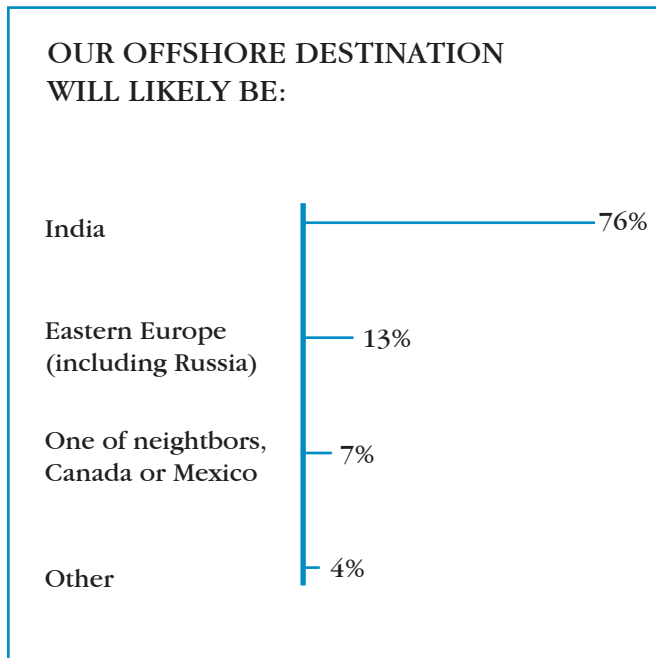 OUR OFFSHORE DESTINATION
WILL LIKELY BE:
India
76%
Eastern Europe
(including Russia)
13%
One of neighbors,
Canada or Mexico
7%
Other
4%